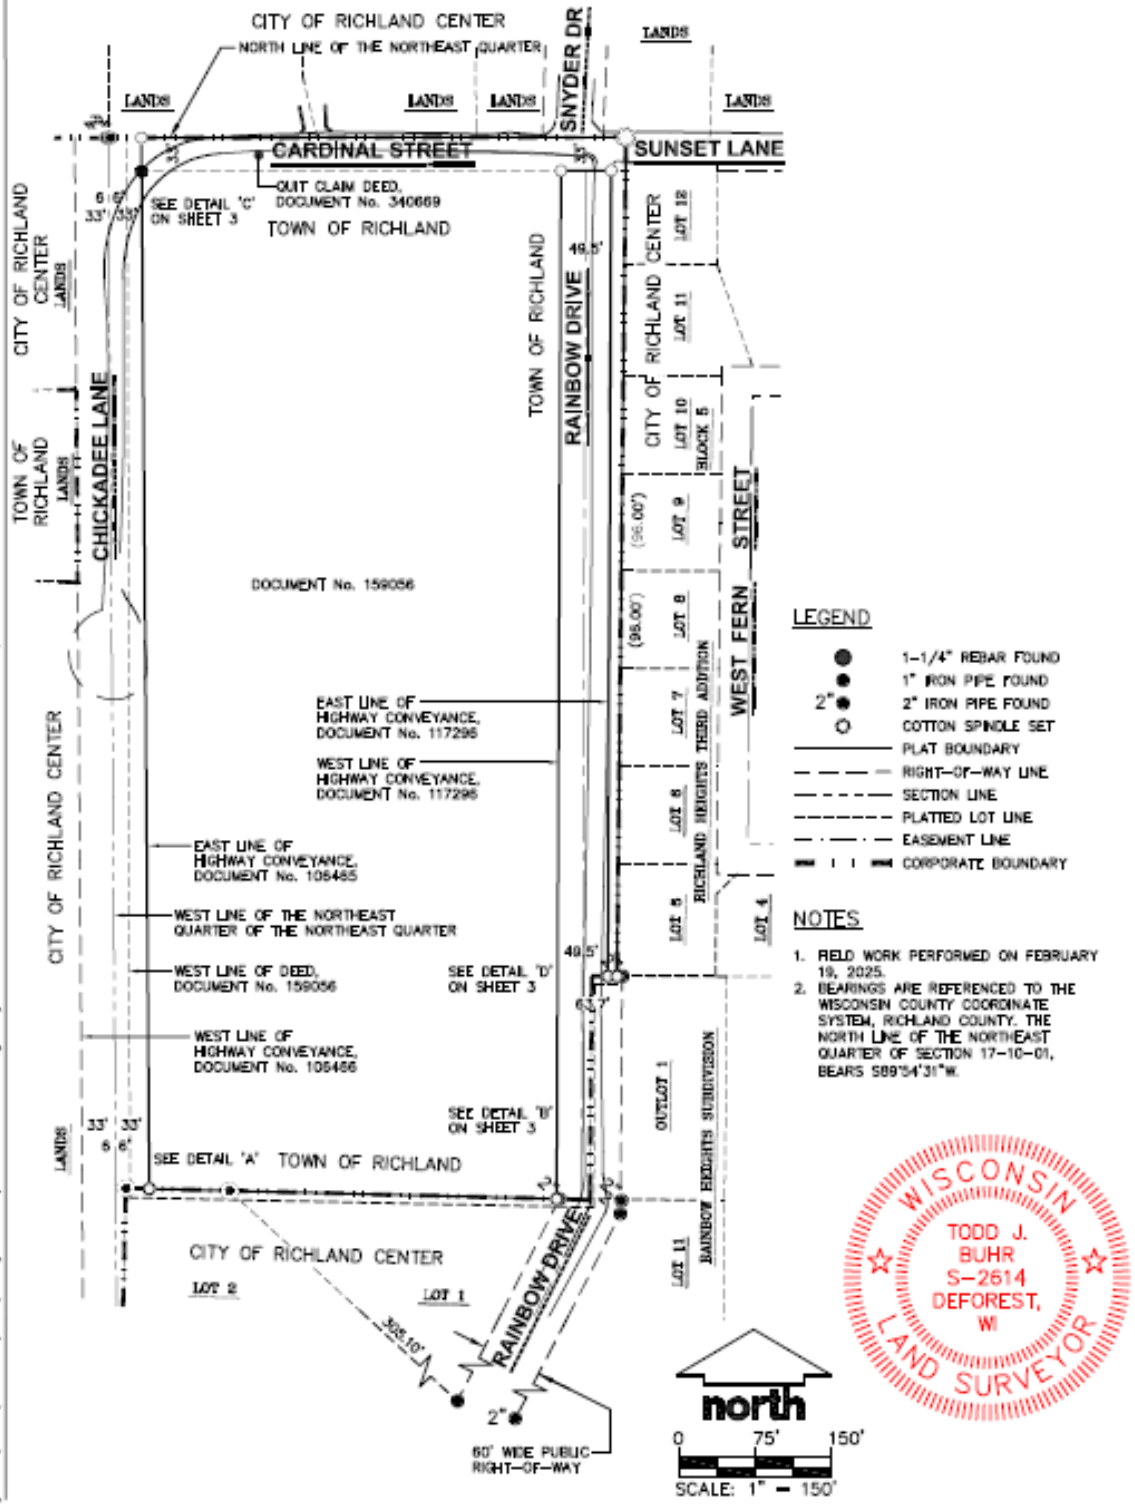 CITY OF RICHLAND CENTER
NORTH LINE OF THE NORTHEAST QUARTER
SNYDER DR
LANDS
LANDS
LANDS
LANDS
LANDS
33'
CARDINAL STREET
33'
SUNSET LANE
6' 6'
33' 33'
SEE DETAIL 'C'
ON SHEET 3
QUIT CLAIM DEED,
DOCUMENT No. 340669
TOWN OF RICHLAND
CITY OF RICHLAND
CENTER
LANDS
49.5'
TOWN OF RICHLAND
RAINBOW DRIVE
CITY OF RICHLAND CENTER
LOT 12
LOT 11
LOT 10
BLOCK 5
LOT 9
(96.00')
LOT 8
(96.00')
LOT 7
LOT 6
LOT 5
LOT 4
RICHLAND HEIGHTS THIRD ADDITION
WEST FERN STREET
TOWN OF
RICHLAND
LANDS
CHICKADEE LANE
DOCUMENT No. 159056
EAST LINE OF
HIGHWAY CONVEYANCE,
DOCUMENT No. 117296
WEST LINE OF
HIGHWAY CONVEYANCE,
DOCUMENT No. 117296
CITY OF RICHLAND CENTER
EAST LINE OF
HIGHWAY CONVEYANCE,
DOCUMENT No. 106465
WEST LINE OF THE NORTHEAST
QUARTER OF THE NORTHEAST QUARTER
WEST LINE OF DEED,
DOCUMENT No. 159056
WEST LINE OF
HIGHWAY CONVEYANCE,
DOCUMENT No. 106466
49.5'
SEE DETAIL 'D'
ON SHEET 3
SEE DETAIL 'B'
ON SHEET 3
OUTLOT 1
RAINBOW HEIGHTS SUBDIVISION
LOT 11
LANDS
33' 33'
6' 6'
SEE DETAIL 'A'
TOWN OF RICHLAND
CITY OF RICHLAND CENTER
LOT 2
LOT 1
305.10'
RAINBOW DRIVE
2"
60' WIDE PUBLIC
RIGHT-OF-WAY
LEGEND
1-1/4" REBAR FOUND
1" IRON PIPE FOUND
2" 2" IRON PIPE FOUND
COTTON SPINDLE SET
PLAT BOUNDARY
RIGHT-OF-WAY LINE
SECTION LINE
PLATTED LOT LINE
EASEMENT LINE
CORPORATE BOUNDARY
NOTES
1. FIELD WORK PERFORMED ON FEBRUARY
19, 2025.
2. BEARINGS ARE REFERENCED TO THE
WISCONSIN COUNTY COORDINATE
SYSTEM, RICHLAND COUNTY. THE
NORTH LINE OF THE NORTHEAST
QUARTER OF SECTION 17-10-01,
BEARS S89°54'31"W.
WISCONSIN
TODD J.
BUHR
S-2614
DEFOREST,
WI
LAND SURVEYOR
north
0 75' 150'
SCALE: 1" = 150'